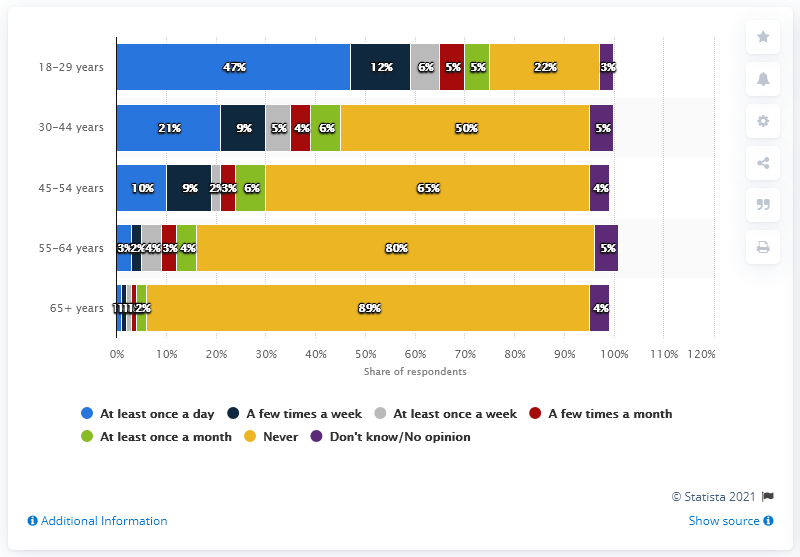 18–29 years 47% 12% 6% 5% 5% 22% 3%
30–44 years 21% 9% 5% 4% 6% 50% 5%
45–54 years 10% 9% 2% 3% 6% 65% 4%
55–64 years 3% 2% 4% 3% 4% 80% 5%
65+ years 1% 1% 1% 1% 2% 89% 4%
0% 10% 20% 30% 40% 50% 60% 70% 80% 90% 100% 110% 120%
Share of respondents
At least once a day A few times a week At least once a week A few times a month
At least once a month Never Don't know/No opinion
© Statista 2021
Additional Information Show source